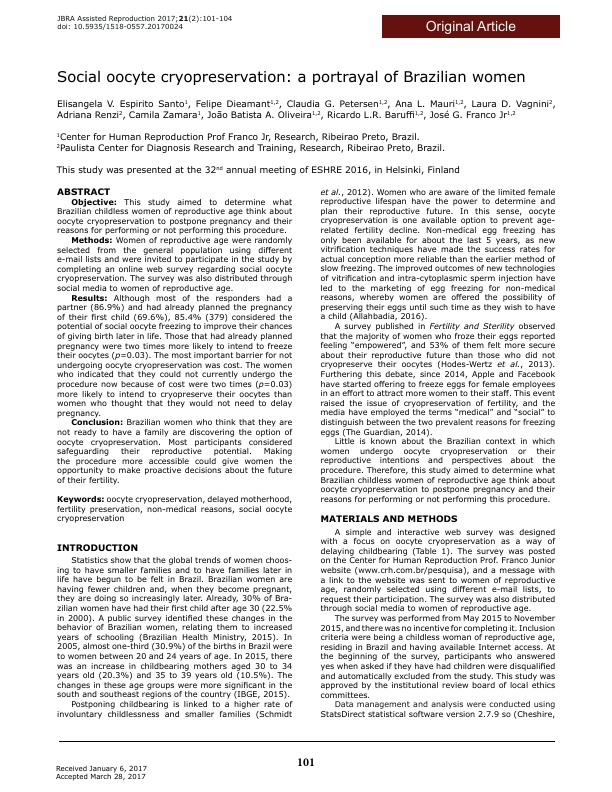 JBRA Assisted Reproduction 2017;21(2):101-104
doi: 10.5935/1518-0557.20170024
Original Article
Social oocyte cryopreservation: a portrayal of Brazilian women
Elisangela V. Espirito Santo1, Felipe Dieamant1,2, Claudia G. Petersen1,2, Ana L. Mauri1,2, Laura D. Vagnini2,
Adriana Renzi2, Camila Zamara1, João Batista A. Oliveira1,2, Ricardo L.R. Baruffi1,2, José G. Franco Jr1,2
1Center for Human Reproduction Prof Franco Jr, Research, Ribeirao Preto, Brazil.
2Paulista Center for Diagnosis Research and Training, Research, Ribeirao Preto, Brazil.
This study was presented at the 32nd annual meeting of ESHRE 2016, in Helsinki, Finland
ABSTRACT
Objective: This study aimed to determine what
Brazilian childless women of reproductive age think about
oocyte cryopreservation to postpone pregnancy and their
reasons for performing or not performing this procedure.
Methods: Women of reproductive age were randomly
selected from the general population using different
e-mail lists and were invited to participate in the study by
completing an online web survey regarding social oocyte
cryopreservation. The survey was also distributed through
social media to women of reproductive age.
Results: Although most of the responders had a
partner (86.9%) and had already planned the pregnancy
of their first child (69.6%), 85.4% (379) considered the
potential of social oocyte freezing to improve their chances
of giving birth later in life. Those that had already planned
pregnancy were two times more likely to intend to freeze
their oocytes (p=0.03). The most important barrier for not
undergoing oocyte cryopreservation was cost. The women
who indicated that they could not currently undergo the
procedure now because of cost were two times (p=0.03)
more likely to intend to cryopreserve their oocytes than
women who thought that they would not need to delay
pregnancy.
Conclusion: Brazilian women who think that they are
not ready to have a family are discovering the option of
oocyte cryopreservation. Most participants considered
safeguarding their reproductive potential. Making
the procedure more accessible could give women the
opportunity to make proactive decisions about the future
of their fertility.
Keywords: oocyte cryopreservation, delayed motherhood,
fertility preservation, non-medical reasons, social oocyte
cryopreservation
INTRODUCTION
Statistics show that the global trends of women choos-
ing to have smaller families and to have families later in
life have begun to be felt in Brazil. Brazilian women are
having fewer children and, when they become pregnant,
they are doing so increasingly later. Already, 30% of Bra-
zilian women have had their first child after age 30 (22.5%
in 2000). A public survey identified these changes in the
behavior of Brazilian women, relating them to increased
years of schooling (Brazilian Health Ministry, 2015). In
2005, almost one-third (30.9%) of the births in Brazil were
to women between 20 and 24 years of age. In 2015, there
was an increase in childbearing mothers aged 30 to 34
years old (20.3%) and 35 to 39 years old (10.5%). The
changes in these age groups were more significant in the
south and southeast regions of the country (IBGE, 2015).
Postponing childbearing is linked to a higher rate of
involuntary childlessness and smaller families (Schmidt
et al., 2012). Women who are aware of the limited female
reproductive lifespan have the power to determine and
plan their reproductive future. In this sense, oocyte
cryopreservation is one available option to prevent age-
related fertility decline. Non-medical egg freezing has
only been available for about the last 5 years, as new
vitrification techniques have made the success rates for
actual conception more reliable than the earlier method of
slow freezing. The improved outcomes of new technologies
of vitrification and intra-cytoplasmic sperm injection have
led to the marketing of egg freezing for non-medical
reasons, whereby women are offered the possibility of
preserving their eggs until such time as they wish to have
a child (Allahbadia, 2016).
A survey published in Fertility and Sterility observed
that the majority of women who froze their eggs reported
feeling "empowered", and 53% of them felt more secure
about their reproductive future than those who did not
cryopreserve their oocytes (Hodes-Wertz et al., 2013).
Furthering this debate, since 2014, Apple and Facebook
have started offering to freeze eggs for female employees
in an effort to attract more women to their staff. This event
raised the issue of cryopreservation of fertility, and the
media have employed the terms "medical" and "social" to
distinguish between the two prevalent reasons for freezing
eggs (The Guardian, 2014).
Little is known about the Brazilian context in which
women undergo oocyte cryopreservation or their
reproductive intentions and perspectives about the
procedure. Therefore, this study aimed to determine what
Brazilian childless women of reproductive age think about
oocyte cryopreservation to postpone pregnancy and their
reasons for performing or not performing this procedure.
MATERIALS AND METHODS
A simple and interactive web survey was designed
with a focus on oocyte cryopreservation as a way of
delaying childbearing (Table 1). The survey was posted
on the Center for Human Reproduction Prof. Franco Junior
website (www.crh.com.br/pesquisa), and a message with
a link to the website was sent to women of reproductive
age, randomly selected using different e-mail lists, to
request their participation. The survey was also distributed
through social media to women of reproductive age.
The survey was performed from May 2015 to November
2015, and there was no incentive for completing it. Inclusion
criteria were being a childless woman of reproductive age,
residing in Brazil and having available Internet access. At
the beginning of the survey, participants who answered
yes when asked if they have had children were disqualified
and automatically excluded from the study. This study was
approved by the institutional review board of local ethics
committees.
Data management and analysis were conducted using
StatsDirect statistical software version 2.7.9 so (Cheshire,
101
Received January 6, 2017
Accepted March 28, 2017